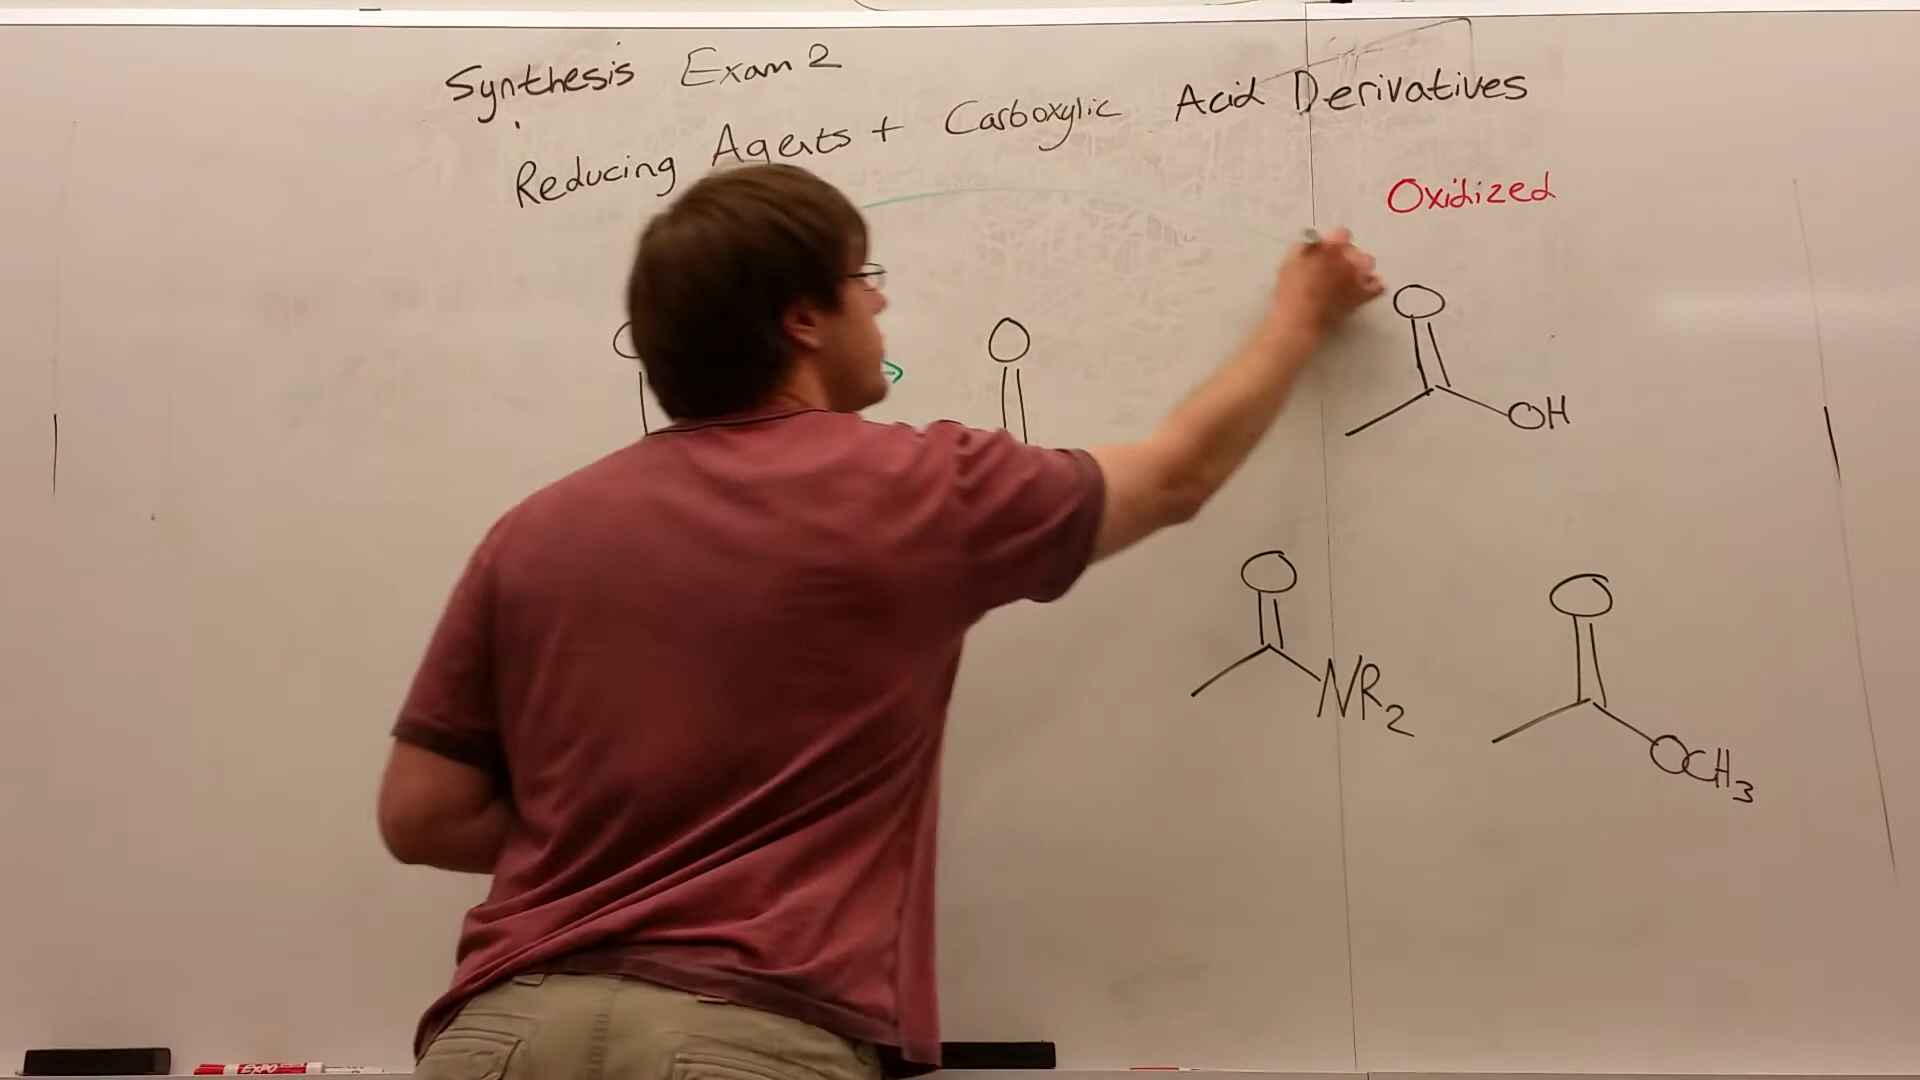 Synthesis Exam 2
Reducing Agents + Carboxylic Acid Derivatives
Oxidized
O
O
O
OH
O
NR2
O
OCH3
EXPO